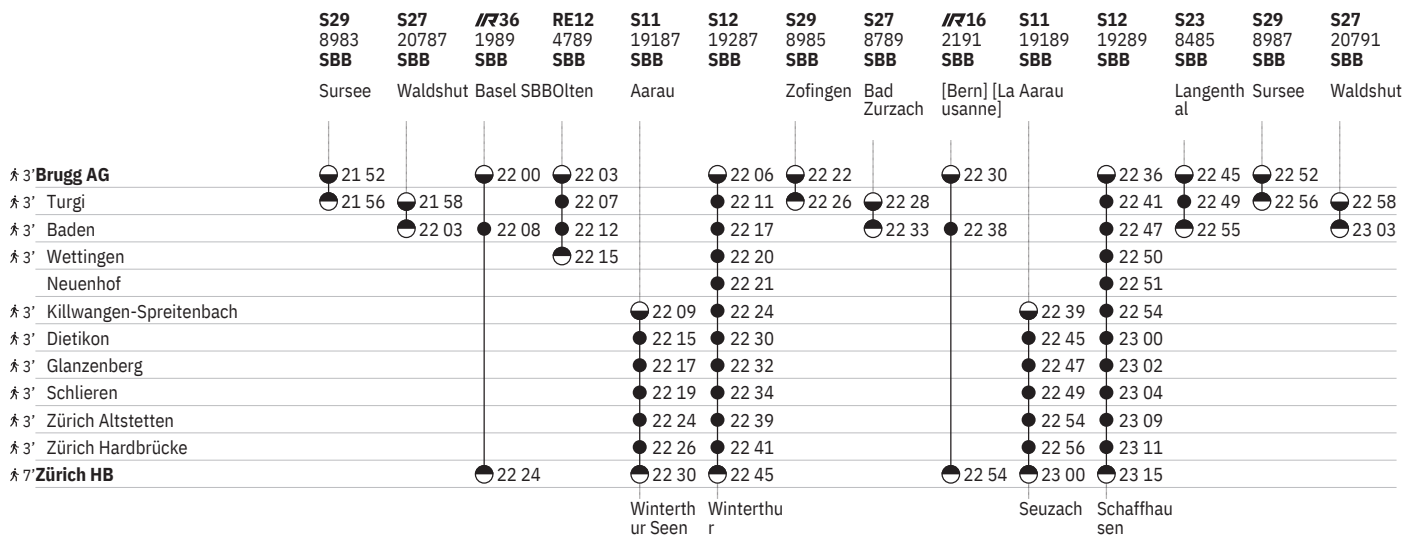 S29 S27 IR36 RE12 S11 S12 S29 S27 IR16 S11 S12 S23 S29 S27
8983 20787 1989 4789 19187 19287 8985 8789 2191 19189 19289 8485 8987 20791
SBB SBB SBB SBB SBB SBB SBB SBB SBB SBB SBB SBB SBB SBB
Sursee Waldshut Basel SBBOlten Aarau Zofingen Bad [Bern] [La Aarau Langenth Sursee Waldshut
Zurzach usanne] al
3’ Brugg AG 21 52 22 00 22 03 22 06 22 22 22 30 22 36 22 45 22 52
3’ Turgi 21 56 21 58 22 07 22 11 22 26 22 28 22 41 22 49 22 56 22 58
3’ Baden 22 03 22 08 22 12 22 17 22 33 22 38 22 47 22 55 23 03
3’ Wettingen 22 15 22 20 22 50
Neuenhof 22 21 22 51
3’ Killwangen-Spreitenbach 22 09 22 24 22 39 22 54
3’ Dietikon 22 15 22 30 22 45 23 00
3’ Glanzenberg 22 17 22 32 22 47 23 02
3’ Schlieren 22 19 22 34 22 49 23 04
3’ Zürich Altstetten 22 24 22 39 22 54 23 09
3’ Zürich Hardbrücke 22 26 22 41 22 56 23 11
7’ Zürich HB 22 24 22 30 22 45 22 54 23 00 23 15
Winterth Winterthu Seuzach Schaffhau
ur Seen r sen